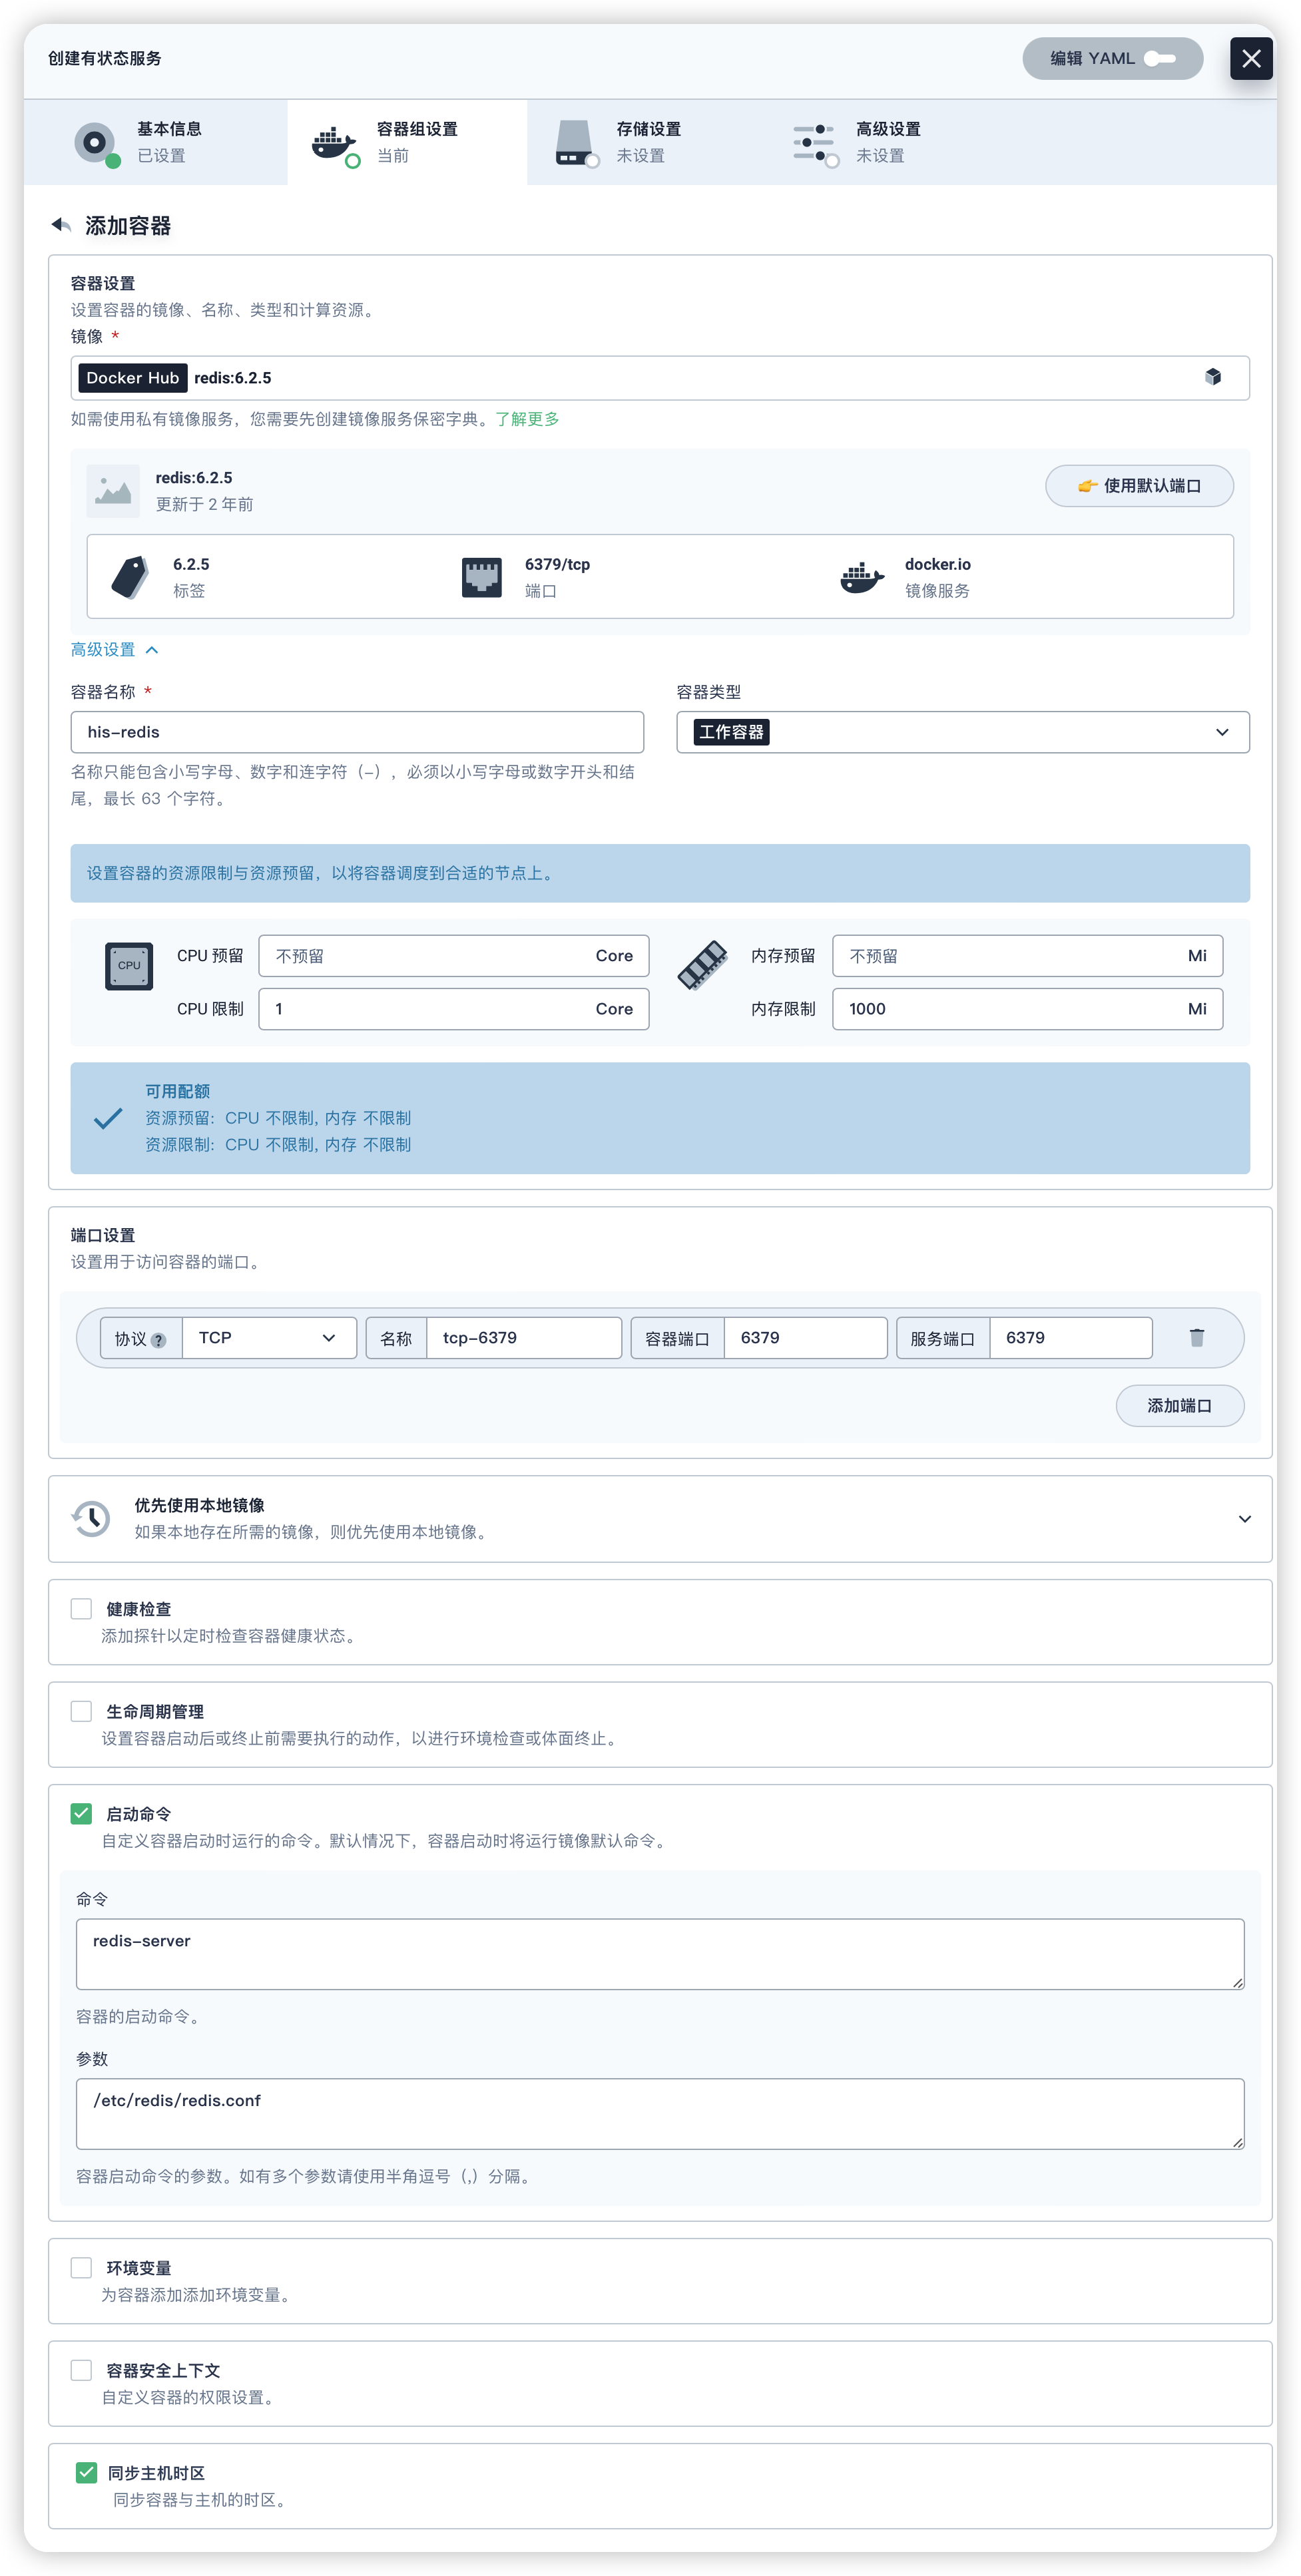 创建有状态服务
编辑 YAML
基本信息
已设置
容器组设置
当前
存储设置
未设置
高级设置
未设置
添加容器
容器设置
设置容器的镜像、名称、类型和计算资源。
镜像 *
Docker Hub redis:6.2.5
如需使用私有镜像服务，您需要先创建镜像服务保密字典。了解更多
redis:6.2.5
更新于 2 年前
使用默认端口
6.2.5
标签
6379/tcp
端口
docker.io
镜像服务
高级设置
容器名称 *
his-redis
名称只能包含小写字母、数字和连字符（-），必须以小写字母或数字开头和结
尾，最长 63 个字符。
容器类型
工作容器
设置容器的资源限制与资源预留，以将容器调度到合适的节点上。
CPU
CPU 预留 不预留 Core
内存预留 不预留 Mi
CPU 限制 1 Core
内存限制 1000 Mi
可用配额
资源预留: CPU 不限制, 内存 不限制
资源限制: CPU 不限制, 内存 不限制
端口设置
设置用于访问容器的端口。
协议 ? TCP 名称 tcp-6379 容器端口 6379 服务端口 6379
添加端口
优先使用本地镜像
如果本地存在所需的镜像，则优先使用本地镜像。
健康检查
添加探针以定时检查容器健康状态。
生命周期管理
设置容器启动后或终止前需要执行的动作，以进行环境检查或体面终止。
启动命令
自定义容器启动时运行的命令。默认情况下，容器启动时将运行镜像默认命令。
命令
redis-server
容器的启动命令。
参数
/etc/redis/redis.conf
容器启动命令的参数。如有多个参数请使用半角逗号（,）分隔。
环境变量
为容器添加添加环境变量。
容器安全上下文
自定义容器的权限设置。
同步主机时区
同步容器与主机的时区。